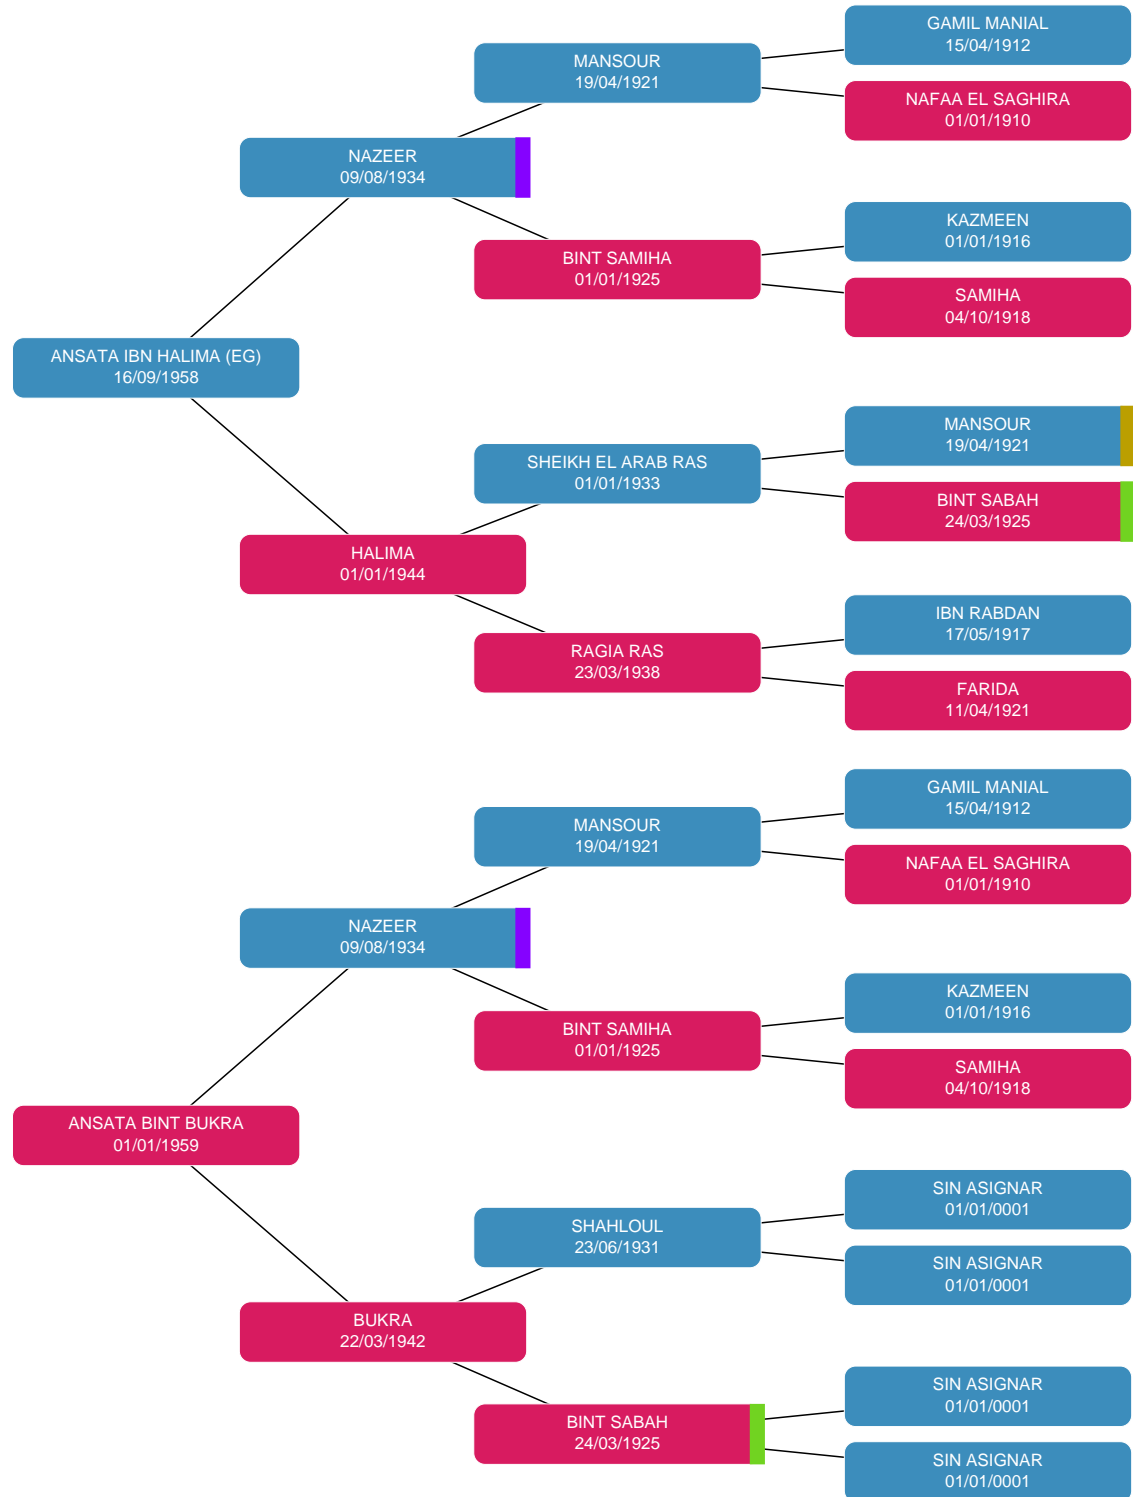 GAMIL MANIAL
15/04/1912
MANSOUR
19/04/1921
NAFAA EL SAGHIRA
01/01/1910
NAZEER
09/08/1934
KAZMEEN
01/01/1916
BINT SAMIHA
01/01/1925
SAMIHA
04/10/1918
ANSATA IBN HALIMA (EG)
16/09/1958
MANSOUR
19/04/1921
SHEIKH EL ARAB RAS
01/01/1933
BINT SABAH
24/03/1925
HALIMA
01/01/1944
IBN RABDAN
17/05/1917
RAGIA RAS
23/03/1938
FARIDA
11/04/1921
GAMIL MANIAL
15/04/1912
MANSOUR
19/04/1921
NAFAA EL SAGHIRA
01/01/1910
NAZEER
09/08/1934
KAZMEEN
01/01/1916
BINT SAMIHA
01/01/1925
SAMIHA
04/10/1918
ANSATA BINT BUKRA
01/01/1959
SIN ASIGNAR
01/01/0001
SHAHLOUL
23/06/1931
SIN ASIGNAR
01/01/0001
BUKRA
22/03/1942
SIN ASIGNAR
01/01/0001
BINT SABAH
24/03/1925
SIN ASIGNAR
01/01/0001